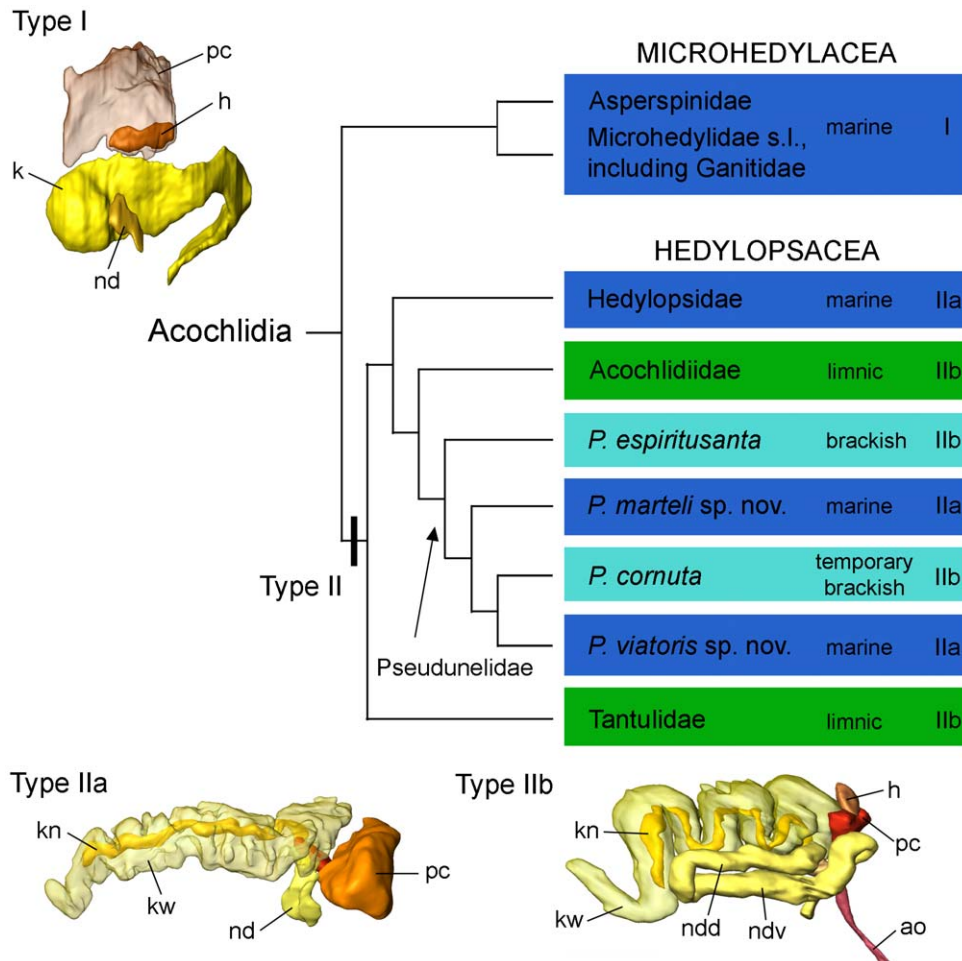 Type I
pc
h
k
nd
MICROHEDYLACEA
Asperspinidae
Microhedylidae s.l.,
including Ganitidae
marine
I
HEDYLOPSACEA
Hedylopsidae marine IIa
Acochlidiidae limnic IIb
P. espiritusanta brackish IIb
P. marteli sp. nov. marine IIa
P. cornuta temporary brackish IIb
P. viatoris sp. nov. marine IIa
Tantulidae limnic IIb
Acochlidia
Type II
Pseudunelidae
Type IIa
kn
kw
nd
pc
Type IIb
kn
kw
ndd
ndv
h
pc
ao